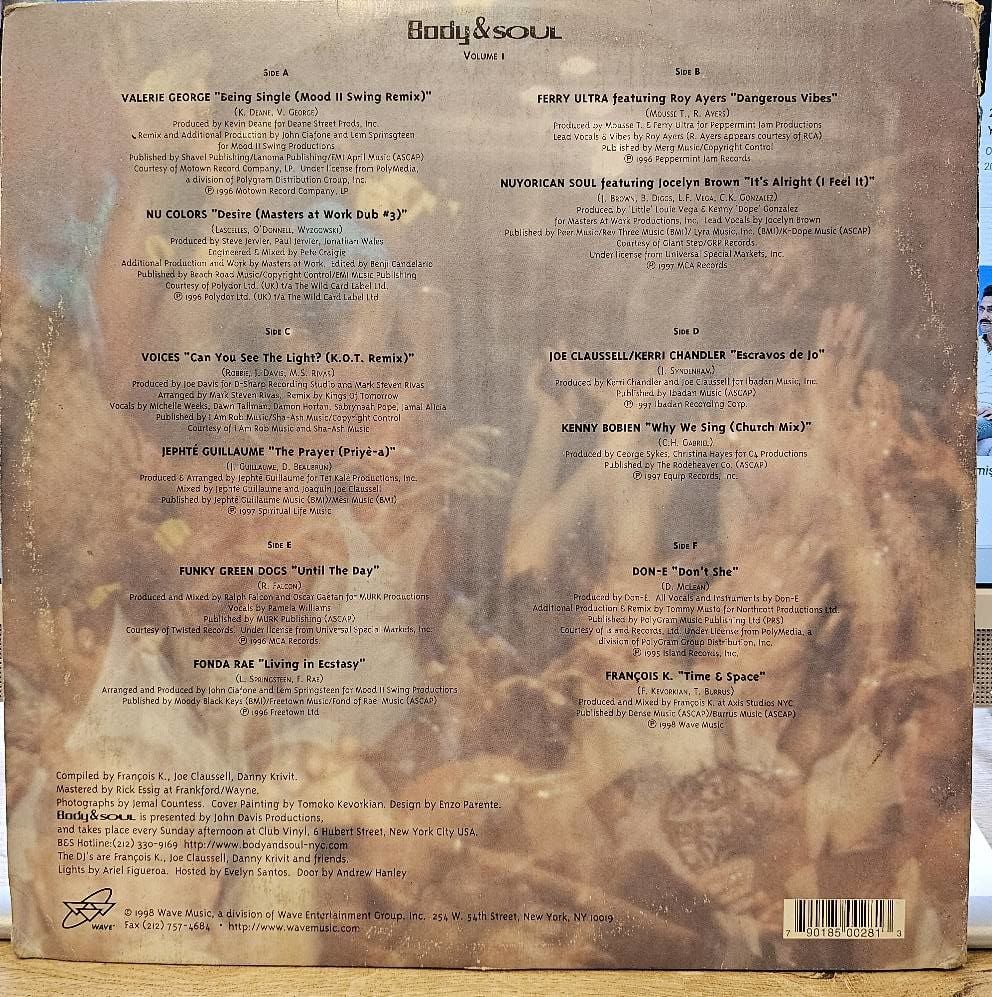 Body&SOUL
VOLUME 1
SIDE A
VALERIE GEORGE "Being Single (Mood II Swing Remix)"
(K. DEANE, V. GEORGE)
Produced by Kevin Deane for Deane Street Prods, Inc.
Remix and Additional Production by John Ciafone and Lem Springsteen
for Mood II Swing Productions
Published by Shavel Publishing/Lanoma Publishing/EMI April Music (ASCAP)
Courtesy of Motown Record Company, LP. Under license from PolyMedia,
a division of Polygram Distribution Group, Inc.
℗ 1996 Motown Record Company, LP
NU COLORS "Desire (Masters at Work Dub #3)"
(LASCELLES, O'DONNELL, WYZGOWSKI)
Produced by Steve Jervier, Paul Jervier, Jonathan Wales
Engineered & Mixed by Pete Craigie
Additional Production and Work by Masters at Work. Edited by Benji Candelario
Published by Beach Road Music/Copyright Control/EMI Music Publishing
Courtesy of Polydor Ltd. (UK) t/a The Wild Card Label Ltd.
℗ 1996 Polydor Ltd. (UK) t/a The Wild Card Label Ltd
SIDE B
FERRY ULTRA featuring Roy Ayers "Dangerous Vibes"
(MOUSSE T., R. AYERS)
Produced by Mousse T. & Ferry Ultra for Peppermint Jam Productions
Lead Vocals & Vibes by Roy Ayers (R. Ayers appears courtesy of RCA)
Published by Merg Music/Copyright Control
℗ 1996 Peppermint Jam Records
NUYORICAN SOUL featuring Jocelyn Brown "It's Alright (I Feel It)"
(J. BROWN, B. DIGGS, L.F. VEGA, C.K. GONZALEZ)
Produced by 'Little' Louie Vega & Kenny 'Dope' Gonzalez
for Masters At Work Productions, Inc. Lead Vocals by Jocelyn Brown
Published by Peer Music/Rev Three Music (BMI)/ Lyra Music, Inc. (BMI)/K-Dope Music (ASCAP)
Courtesy of Giant Step/GRP Records
Under license from Universal Special Markets, Inc.
℗ 1997 MCA Records
SIDE C
VOICES "Can You See The Light? (K.O.T. Remix)"
(ROBBIE, J. DAVIS, M.S. RIVAS)
Produced by Joe Davis for D-Sharp Recording Studio and Mark Steven Rivas
Arranged by Mark Steven Rivas, Remix by Kings Of Tomorrow
Vocals by Michelle Weeks, Dawn Tallman, Damon Horton, Sabrynaah Pope, Jamal Alicia
Published by I Am Rob Music/Sha-Ash Music/Copyright Control
Courtesy of I Am Rob Music and Sha-Ash Music
JEPHTÉ GUILLAUME "The Prayer (Priyè-a)"
(J. GUILLAUME, D. BEAUBRUN)
Produced & Arranged by Jephté Guillaume for Tet Kale Productions, Inc.
Mixed by Jephté Guillaume and Joaquin Joe Claussell
Published by Jephté Guillaume Music (BMI)/Mesi Music (BMI)
℗ 1997 Spiritual Life Music
SIDE D
JOE CLAUSSELL/KERRI CHANDLER "Escravos de Jo"
(J. SYNDENHAM)
Produced by Kerri Chandler and Joe Claussell for Ibadan Music, Inc.
Published by Ibadan Music (ASCAP)
℗ 1997 Ibadan Recording Corp.
KENNY BOBIEN "Why We Sing (Church Mix)"
(C.H. GABRIEL)
Produced by George Sykes, Christina Hayes for C4 Productions
Published by The Rodeheaver Co. (ASCAP)
℗ 1997 Equip Records, Inc.
SIDE E
FUNKY GREEN DOGS "Until The Day"
(R. FALCON)
Produced and Mixed by Ralph Falcon and Oscar Gaetan for MURK Productions
Vocals by Pamela Williams
Published by MURK Publishing (ASCAP)
Courtesy of Twisted Records. Under license from Universal Special Markets, Inc.
℗ 1996 MCA Records
FONDA RAE "Living in Ecstasy"
(L. SPRINGSTEEN, F. RAE)
Arranged and Produced by John Ciafone and Lem Springsteen for Mood II Swing Productions
Published by Moody Black Keys (BMI)/Freetown Music/Fond of Rae Music (ASCAP)
℗ 1996 Freetown Ltd
SIDE F
DON-E "Don't She"
(D. MCLEAN)
Produced by Don-E. All Vocals and Instruments by Don-E
Additional Production & Remix by Tommy Musto for Northcott Productions Ltd.
Published by PolyGram Music Publishing Ltd (PRS)
Courtesy of Island Records, Ltd. Under License from PolyMedia, a
division of PolyGram Group Distribution, Inc.
℗ 1995 Island Records, Inc.
FRANÇOIS K. "Time & Space"
(F. KEVORKIAN, T. BURRUS)
Produced and Mixed by François K. at Axis Studios NYC
Published by Dense Music (ASCAP)/Burrus Music (ASCAP)
℗ 1998 Wave Music
Compiled by François K., Joe Claussell, Danny Krivit.
Mastered by Rick Essig at Frankford/Wayne.
Photographs by Jemal Countess. Cover Painting by Tomoko Kevorkian. Design by Enzo Parente.
Body&SOUL is presented by John Davis Productions,
and takes place every Sunday afternoon at Club Vinyl, 6 Hubert Street, New York City USA.
B&S Hotline:(212) 330-9169 http://www.bodyandsoul-nyc.com
The DJ's are François K., Joe Claussell, Danny Krivit and friends.
Lights by Ariel Figueroa. Hosted by Evelyn Santos. Door by Andrew Hanley
WAVE
© 1998 Wave Music, a division of Wave Entertainment Group, Inc. 254 W. 54th Street, New York, NY 10019
Fax (212) 757-4684 • http://www.wavemusic.com
7 90185 00281 3